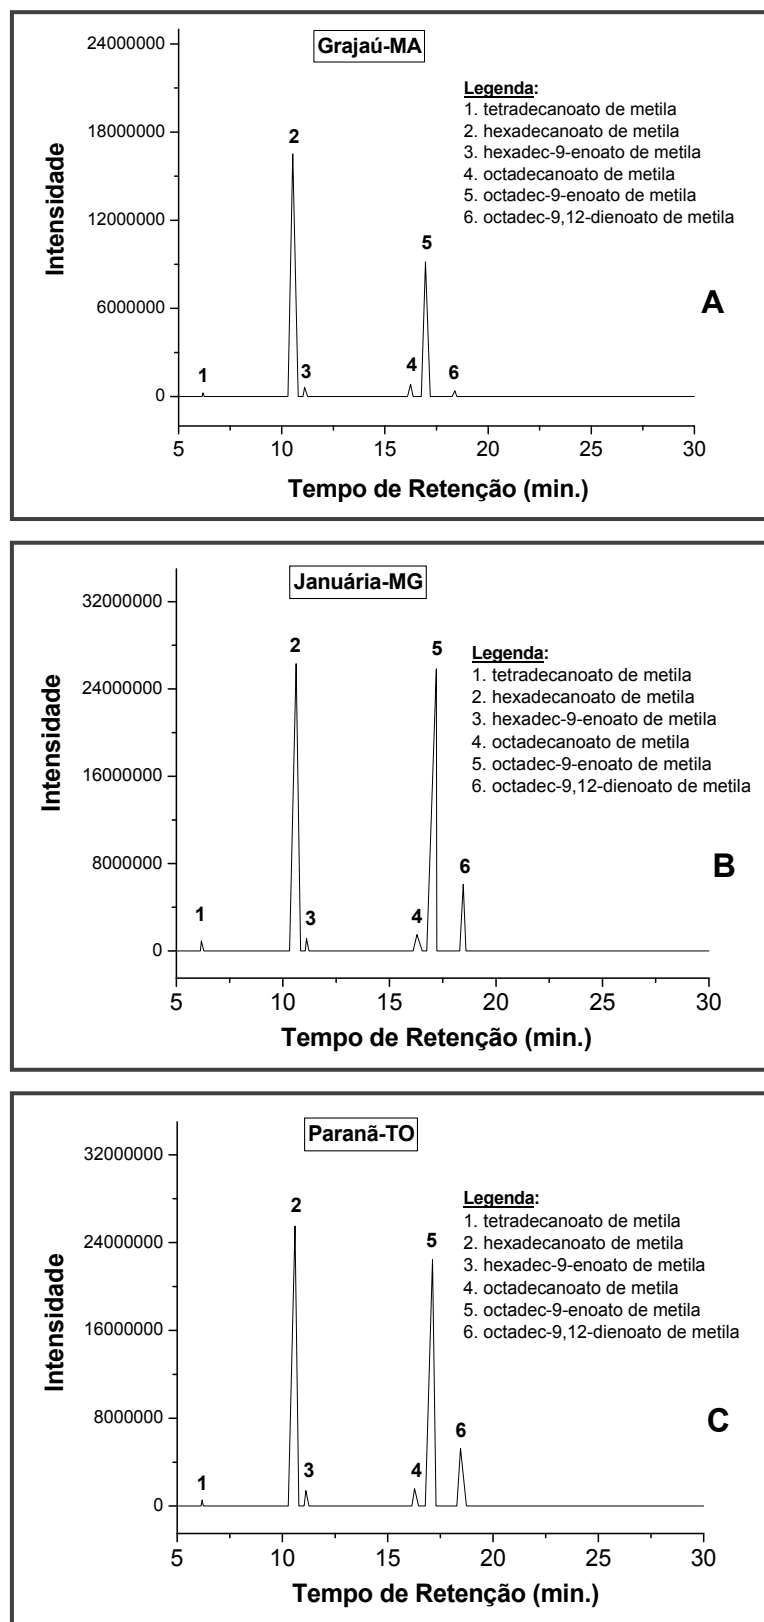 Grajaú-MA
24000000
18000000
12000000
6000000
0
Intensidade
Legenda:
1. tetradecanoato de metila
2. hexadecanoato de metila
3. hexadec-9-enoato de metila
4. octadecanoato de metila
5. octadec-9-enoato de metila
6. octadec-9,12-dienoato de metila
1
2
3
4
5
6
A
5 10 15 20 25 30
Tempo de Retenção (min.)
Januária-MG
32000000
24000000
16000000
8000000
0
Intensidade
Legenda:
1. tetradecanoato de metila
2. hexadecanoato de metila
3. hexadec-9-enoato de metila
4. octadecanoato de metila
5. octadec-9-enoato de metila
6. octadec-9,12-dienoato de metila
1
2
3
4
5
6
B
5 10 15 20 25 30
Tempo de Retenção (min.)
Paranã-TO
32000000
24000000
16000000
8000000
0
Intensidade
Legenda:
1. tetradecanoato de metila
2. hexadecanoato de metila
3. hexadec-9-enoato de metila
4. octadecanoato de metila
5. octadec-9-enoato de metila
6. octadec-9,12-dienoato de metila
1
2
3
4
5
6
C
5 10 15 20 25 30
Tempo de Retenção (min.)